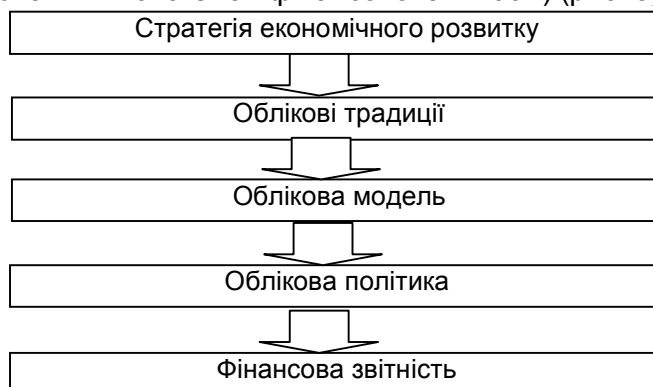 Стратегія економічного розвитку
Облікові традиції
Облікова модель
Облікова політика
Фінансова звітність